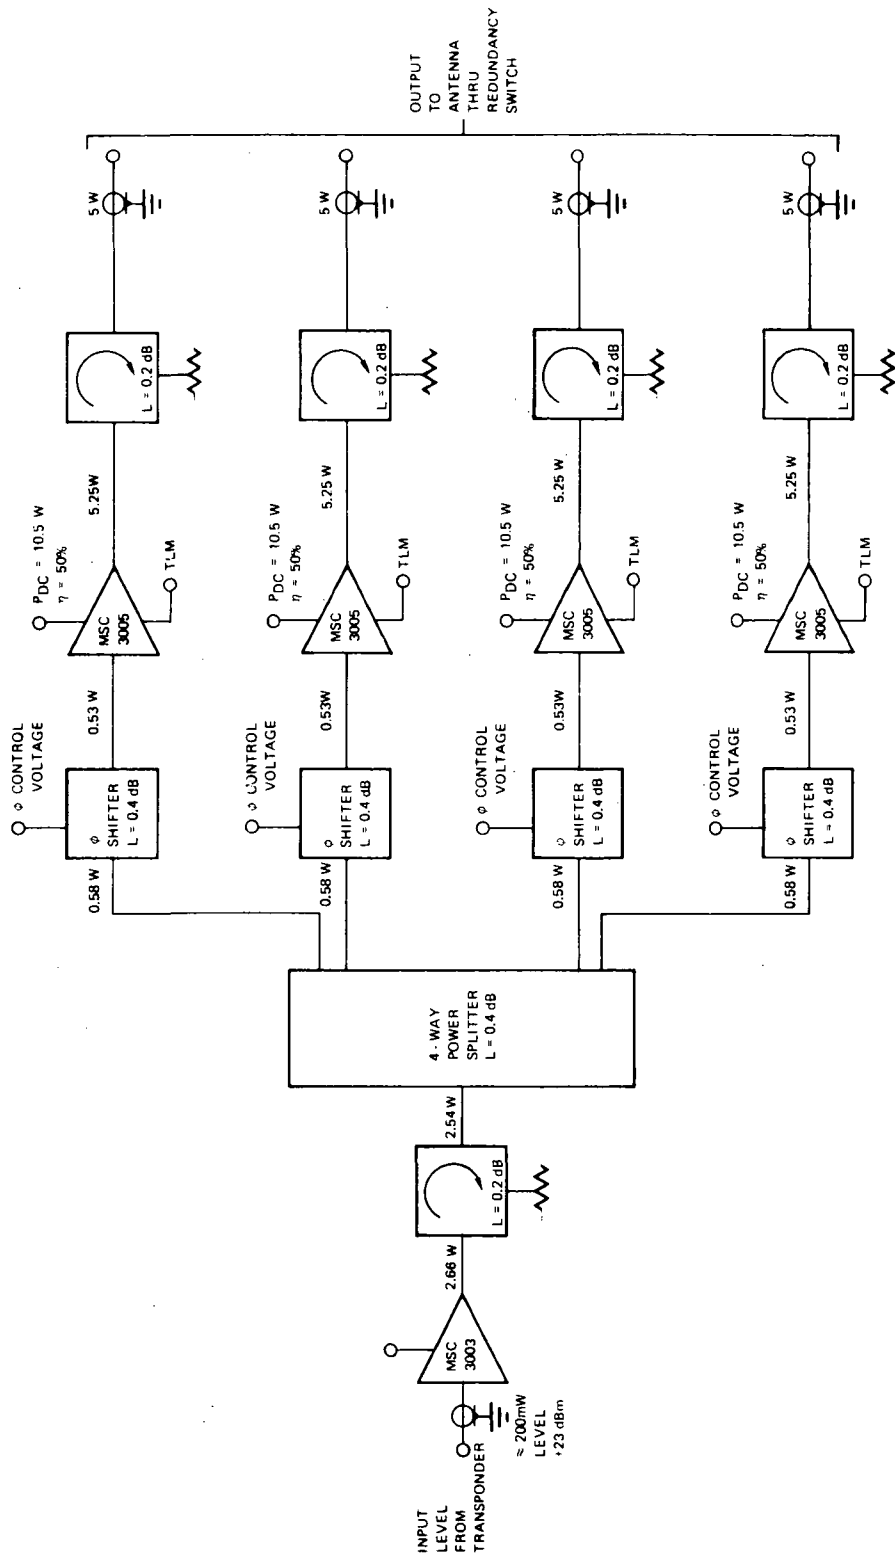 INPUT
LEVEL
FROM
TRANSPONDER
≈ 200mW
LEVEL
+23 dBm
MSC
3003
2.66 W
L = 0.2 dB
2.54 W
4-WAY
POWER
SPLITTER
L = 0.4 dB
0.58 W
φ
SHIFTER
L = 0.4 dB
φ CONTROL
VOLTAGE
0.53 W
MSC
3005
PDC = 10.5 W
η = 50%
TLM
5.25W
L = 0.2 dB
5 W
0.58 W
φ
SHIFTER
L = 0.4 dB
φ CONTROL
VOLTAGE
0.53W
MSC
3005
PDC = 10.5 W
η = 50%
TLM
5.25 W
L = 0.2 dB
5 W
0.58 W
φ
SHIFTER
L = 0.4 dB
φ CONTROL
VOLTAGE
0.53W
MSC
3005
PDC = 10.5 W
η = 50%
TLM
5.25 W
L = 0.2 dB
5 W
0.58 W
φ
SHIFTER
L = 0.4 dB
φ CONTROL
VOLTAGE
0.53 W
MSC
3005
PDC = 10.5 W
η = 50%
TLM
5.25 W
L = 0.2 dB
5 W
OUTPUT
TO
ANTENNA
THRU
REDUNDANCY
SWITCH